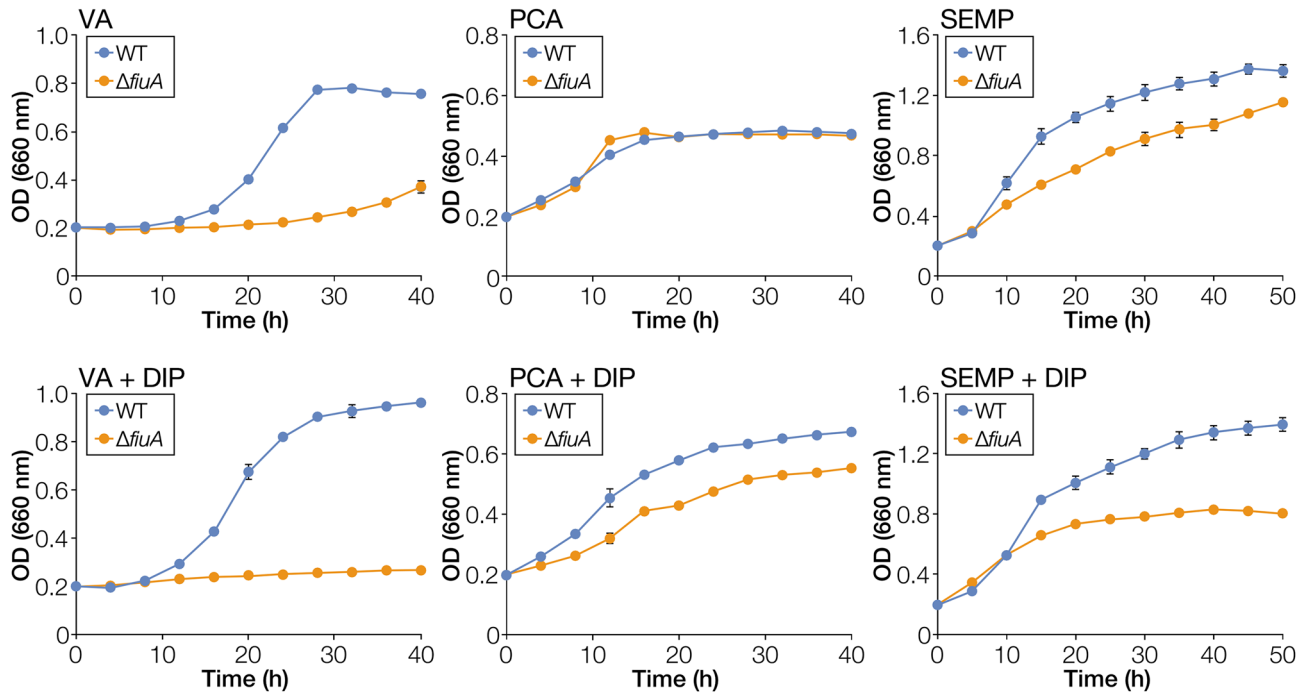 VA
WT
ΔfiuA
OD (660 nm)
1.0
0.8
0.6
0.4
0.2
0
0 10 20 30 40
Time (h)
PCA
WT
ΔfiuA
OD (660 nm)
0.8
0.6
0.4
0.2
0
0 10 20 30 40
Time (h)
SEMP
WT
ΔfiuA
OD (660 nm)
1.6
1.2
0.8
0.4
0
0 10 20 30 40 50
Time (h)
VA + DIP
WT
ΔfiuA
OD (660 nm)
1.0
0.8
0.6
0.4
0.2
0
0 10 20 30 40
Time (h)
PCA + DIP
WT
ΔfiuA
OD (660 nm)
0.8
0.6
0.4
0.2
0
0 10 20 30 40
Time (h)
SEMP + DIP
WT
ΔfiuA
OD (660 nm)
1.6
1.2
0.8
0.4
0
0 10 20 30 40 50
Time (h)